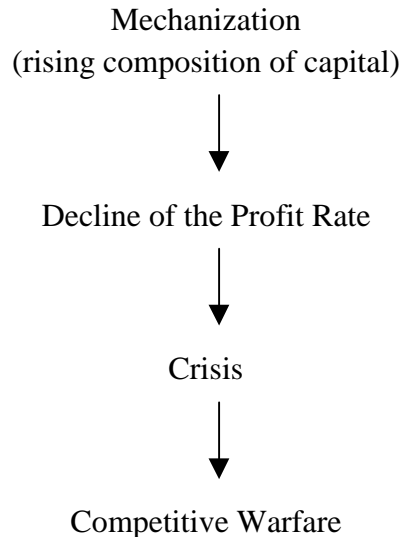 Mechanization
(rising composition of capital)
Decline of the Profit Rate
Crisis
Competitive Warfare